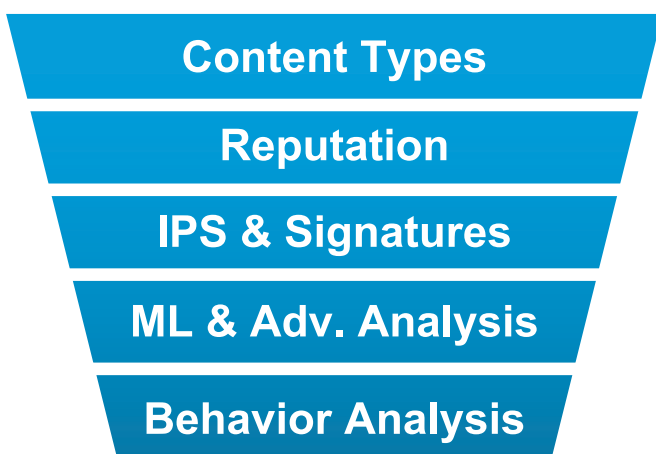 Content Types
Reputation
IPS & Signatures
ML & Adv. Analysis
Behavior Analysis